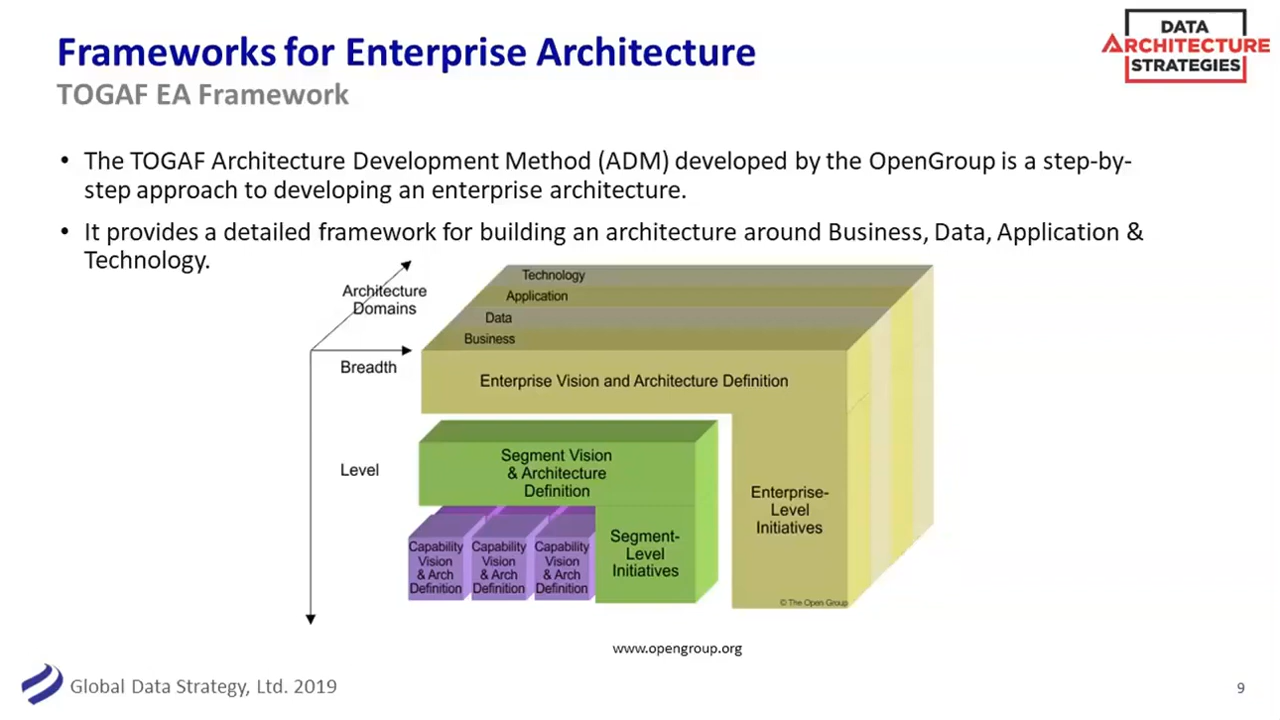 Frameworks for Enterprise Architecture
TOGAF EA Framework
DATA
ARCHITECTURE
STRATEGIES
• The TOGAF Architecture Development Method (ADM) developed by the OpenGroup is a step-by-
step approach to developing an enterprise architecture.
• It provides a detailed framework for building an architecture around Business, Data, Application &
Technology.
Architecture
Domains
Breadth
Level
Technology
Application
Data
Business
Enterprise Vision and Architecture Definition
Segment Vision
& Architecture
Definition
Enterprise-
Level
Initiatives
Segment-
Level
Initiatives
Capability
Vision
& Arch
Definition
Capability
Vision
& Arch
Definition
Capability
Vision
& Arch
Definition
© The Open Group
www.opengroup.org
Global Data Strategy, Ltd. 2019
9